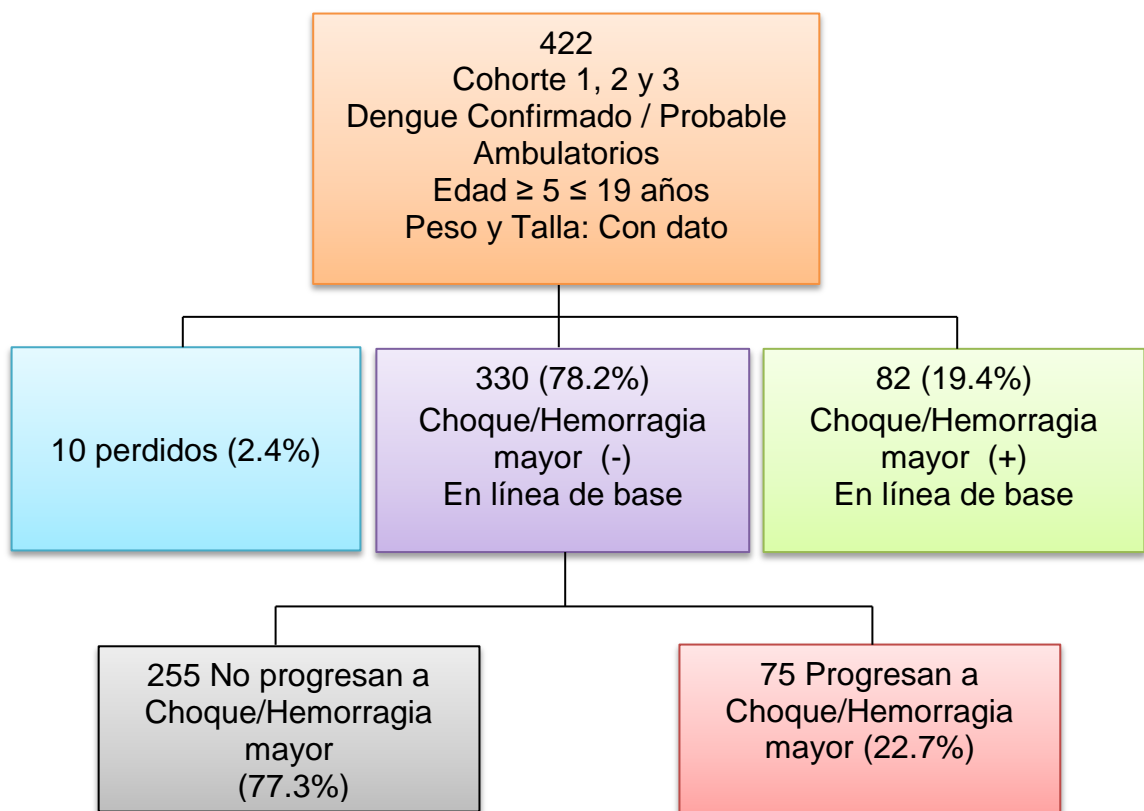 422
Cohorte 1, 2 y 3
Dengue Confirmado / Probable
Ambulatorios
Edad ≥ 5 ≤ 19 años
Peso y Talla: Con dato
10 perdidos (2.4%)
330 (78.2%)
Choque/Hemorragia
mayor (-)
En línea de base
82 (19.4%)
Choque/Hemorragia
mayor (+)
En línea de base
255 No progresan a
Choque/Hemorragia
mayor
(77.3%)
75 Progresan a
Choque/Hemorragia
mayor (22.7%)